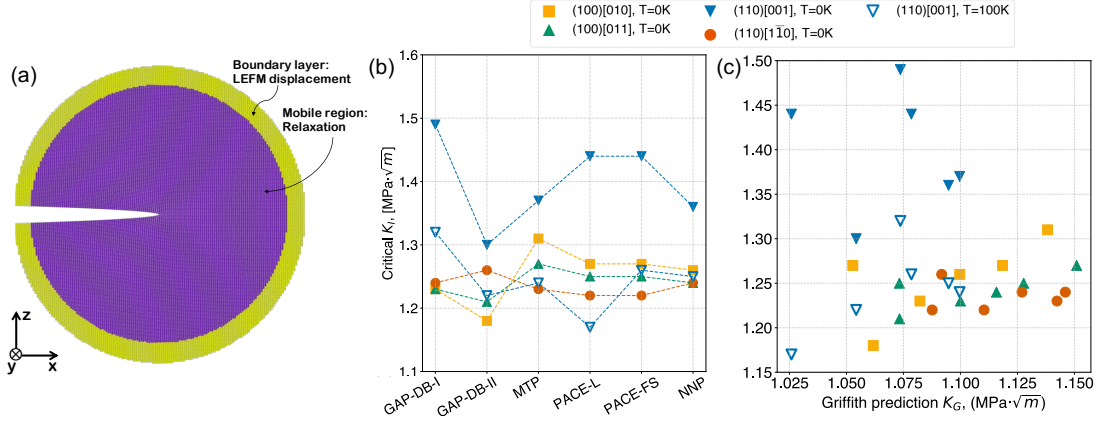 (100)[010], T=0K
(110)[001], T=0K
(110)[001], T=100K
(100)[011], T=0K
(110)[11̅0], T=0K
(a)
Boundary layer:
LEFM displacement
Mobile region:
Relaxation
z
y
x
(b)
1.6
1.5
1.4
1.3
1.2
1.1
Critical K_I, [MPa·√m]
GAP-DB-I
GAP-DB-II
MTP
PACE-L
PACE-FS
NNP
(c)
1.50
1.45
1.40
1.35
1.30
1.25
1.20
1.15
1.025
1.050
1.075
1.100
1.125
1.150
Griffith prediction K_G, (MPa·√m)